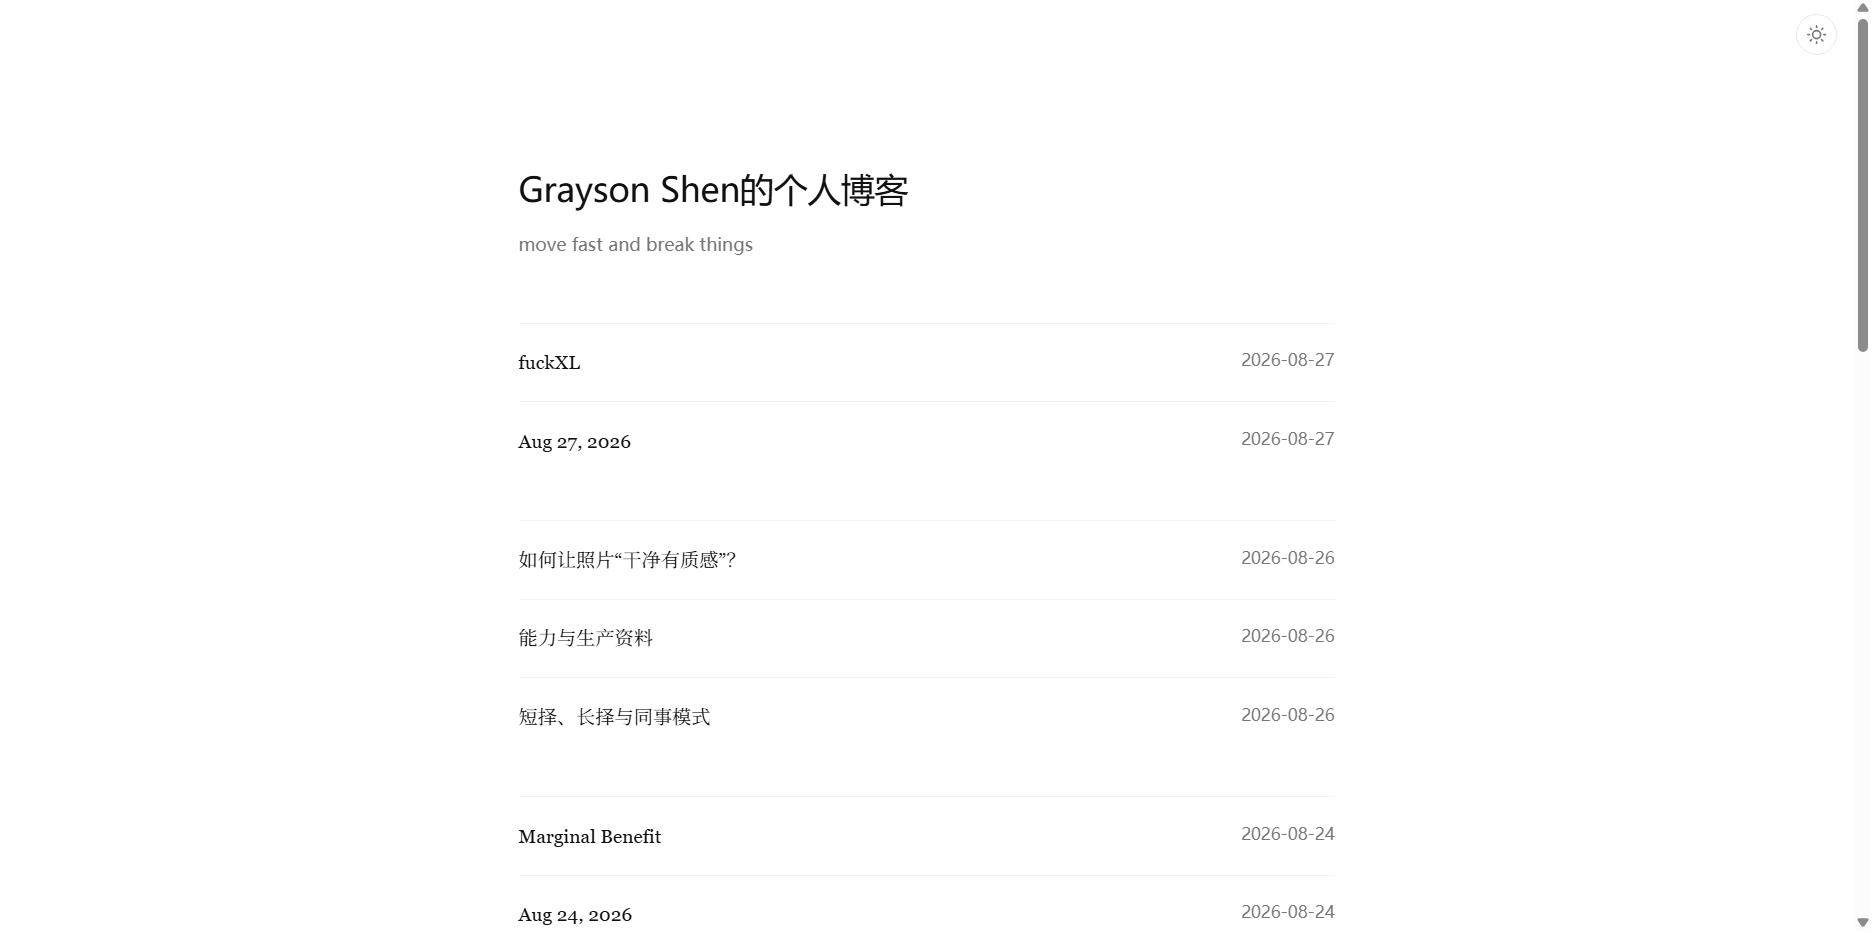 Grayson Shen的个人博客
move fast and break things
fuckXL 2026-08-27
Aug 27, 2026 2026-08-27
如何让照片“干净有质感”？ 2026-08-26
能力与生产资料 2026-08-26
短择、长择与同事模式 2026-08-26
Marginal Benefit 2026-08-24
Aug 24, 2026 2026-08-24